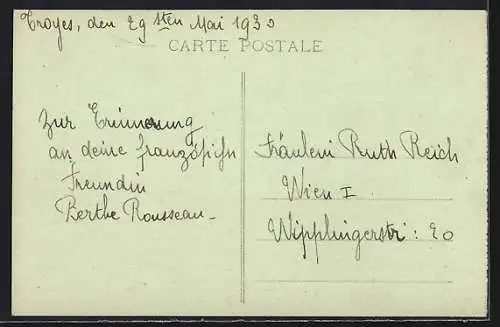 Troyes, den 29sten Mai 1930
CARTE POSTALE
Zur Erinnerung
an deine französische
Freundin
Berthe Rousseau
Fräulein Ruth Reich
Wien I
Wipplingerstr: 20